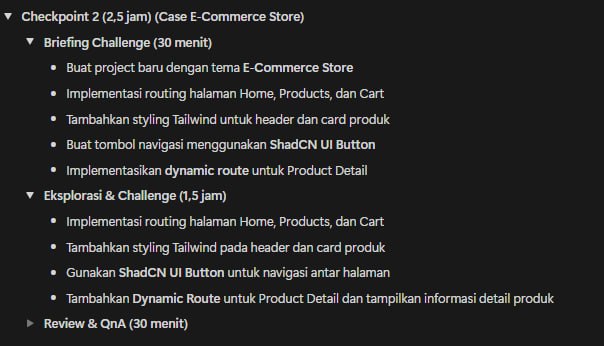 Checkpoint 2 (2,5 jam) (Case E-Commerce Store)
Briefing Challenge (30 menit)
Buat project baru dengan tema E-Commerce Store
Implementasi routing halaman Home, Products, dan Cart
Tambahkan styling Tailwind untuk header dan card produk
Buat tombol navigasi menggunakan ShadCN UI Button
Implementasikan dynamic route untuk Product Detail
Eksplorasi & Challenge (1,5 jam)
Implementasi routing halaman Home, Products, dan Cart
Tambahkan styling Tailwind pada header dan card produk
Gunakan ShadCN UI Button untuk navigasi antar halaman
Tambahkan Dynamic Route untuk Product Detail dan tampilkan informasi detail produk
Review & QnA (30 menit)